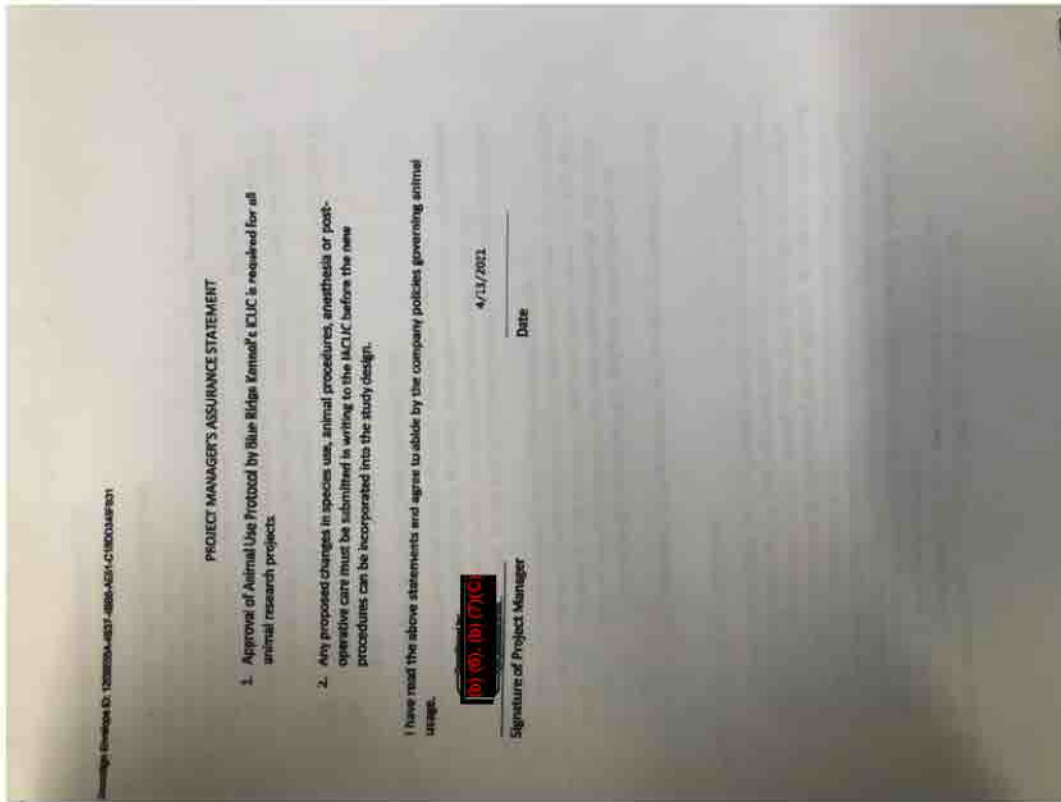 Envelope ID:
PROJECT MANAGER'S ASSURANCE STATEMENT
1. Approval of Animal Use Protocol by Blue Ridge Kennel's ICUC is required for all
animal research projects
2. Any proposed changes in species use, animal procedures, anesthesia or post-
operative care must be submitted in writing to the IACUC before the new
procedures can be incorporated into the study design.
I have read the above statements and agree to abide by the company policies governing animal
usage.
(b) (6), (b) (7)(C)
4/13/2021
Signature of Project Manager
Date